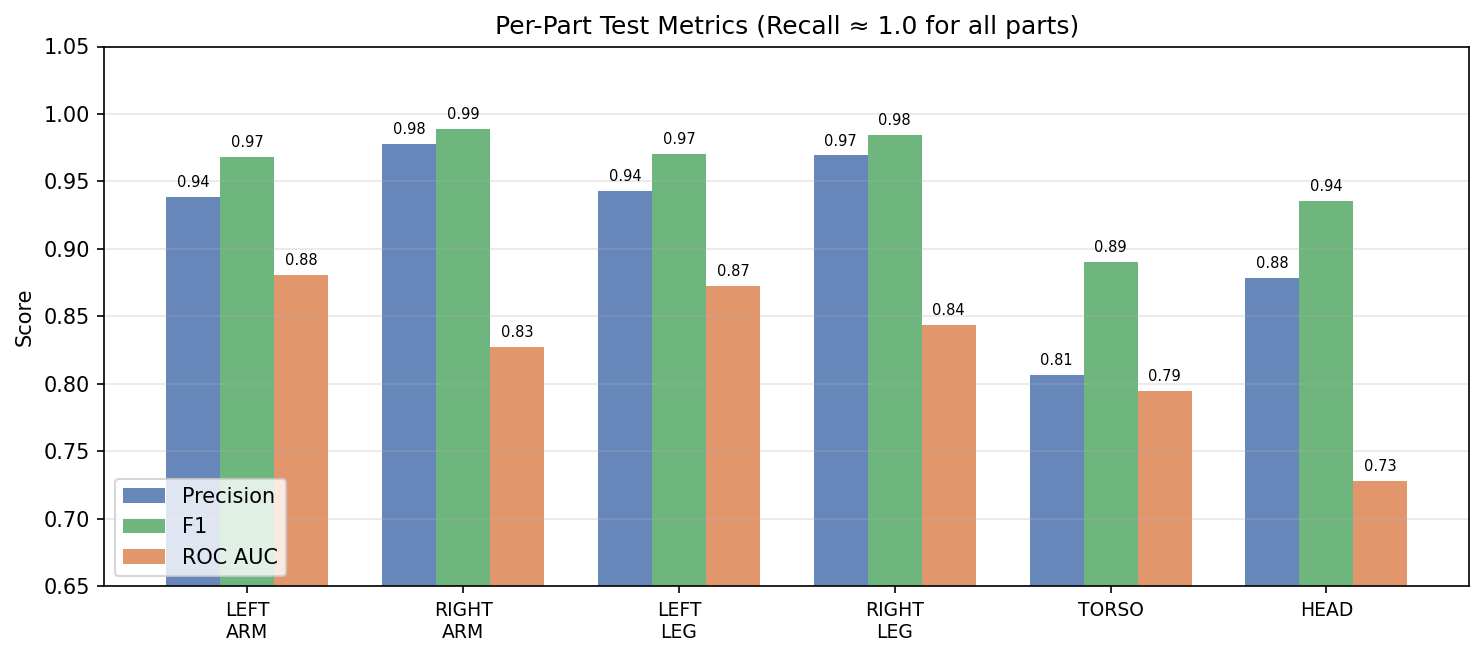 Per-Part Test Metrics (Recall ≈ 1.0 for all parts)
Score
1.05
1.00
0.95
0.90
0.85
0.80
0.75
0.70
0.65
0.94
0.97
0.88
0.98
0.99
0.83
0.94
0.97
0.87
0.97
0.98
0.84
0.81
0.89
0.79
0.88
0.94
0.73
Precision
F1
ROC AUC
LEFT
ARM
RIGHT
ARM
LEFT
LEG
RIGHT
LEG
TORSO
HEAD